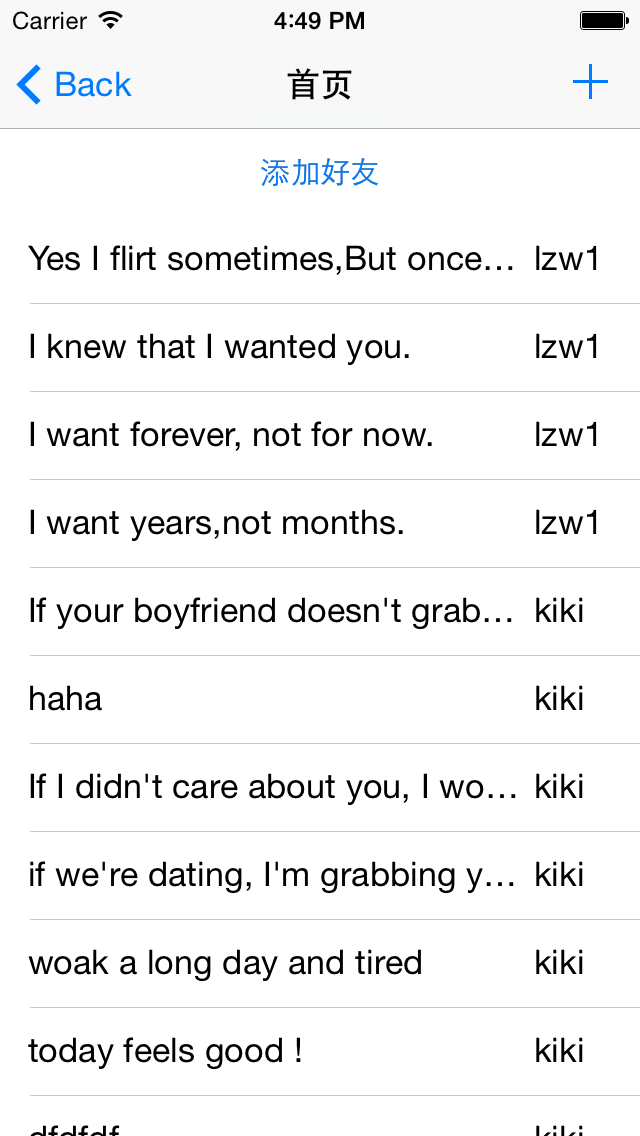 Carrier 4:49 PM
Back 首页
添加好友
Yes I flirt sometimes,But once… lzw1
I knew that I wanted you. lzw1
I want forever, not for now. lzw1
I want years,not months. lzw1
If your boyfriend doesn't grab… kiki
haha kiki
If I didn't care about you, I wo… kiki
if we're dating, I'm grabbing y… kiki
woak a long day and tired kiki
today feels good ! kiki
dfdfdf kiki